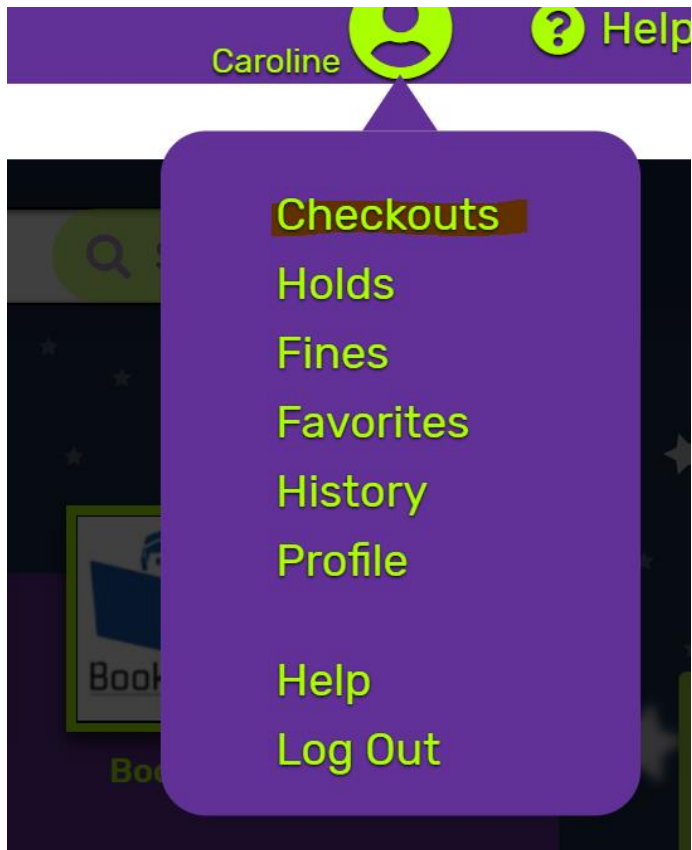 Caroline
Help
Checkouts
Holds
Fines
Favorites
History
Profile
Help
Log Out